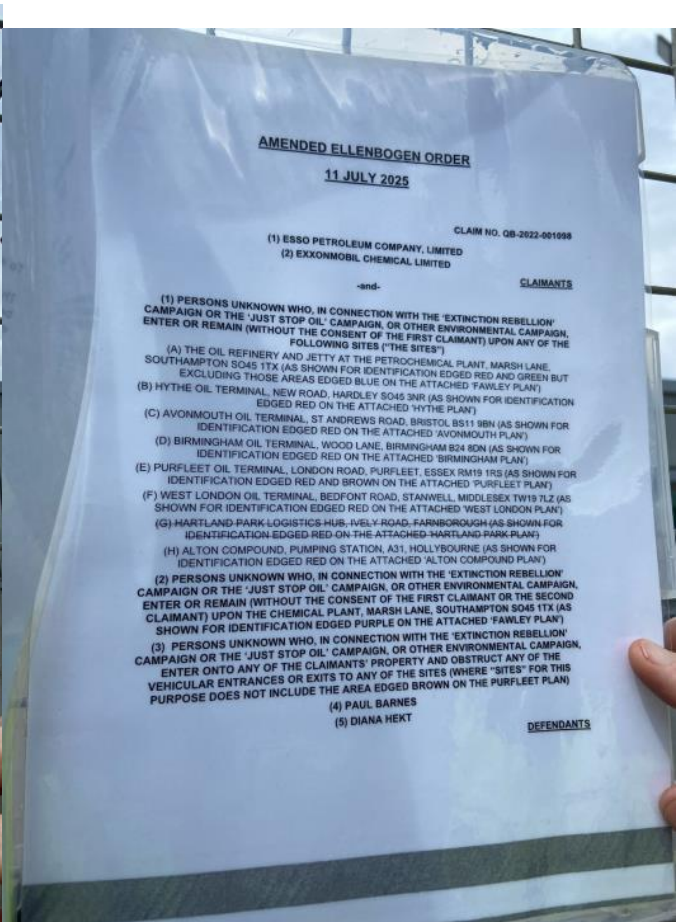 AMENDED ELLENBOGEN ORDER
11 JULY 2025
CLAIM NO. QB-2022-001098
(1) ESSO PETROLEUM COMPANY, LIMITED
(2) EXXONMOBIL CHEMICAL LIMITED
CLAIMANTS
-and-
(1) PERSONS UNKNOWN WHO, IN CONNECTION WITH THE 'EXTINCTION REBELLION'
CAMPAIGN OR THE 'JUST STOP OIL' CAMPAIGN, OR OTHER ENVIRONMENTAL CAMPAIGN,
ENTER OR REMAIN (WITHOUT THE CONSENT OF THE FIRST CLAIMANT) UPON ANY OF THE
FOLLOWING SITES ("THE SITES")
(A) THE OIL REFINERY AND JETTY AT THE PETROCHEMICAL PLANT, MARSH LANE,
SOUTHAMPTON SO45 1TX (AS SHOWN FOR IDENTIFICATION EDGED RED AND GREEN BUT
EXCLUDING THOSE AREAS EDGED BLUE ON THE ATTACHED 'FAWLEY PLAN')
(B) HYTHE OIL TERMINAL, NEW ROAD, HARDLEY SO45 3NR (AS SHOWN FOR IDENTIFICATION
EDGED RED ON THE ATTACHED 'HYTHE PLAN')
(C) AVONMOUTH OIL TERMINAL, ST ANDREWS ROAD, BRISTOL BS11 9BN (AS SHOWN FOR
IDENTIFICATION EDGED RED ON THE ATTACHED 'AVONMOUTH PLAN')
(D) BIRMINGHAM OIL TERMINAL, WOOD LANE, BIRMINGHAM B24 8DN (AS SHOWN FOR
IDENTIFICATION EDGED RED ON THE ATTACHED 'BIRMINGHAM PLAN')
(E) PURFLEET OIL TERMINAL, LONDON ROAD, PURFLEET, ESSEX RM19 1RS (AS SHOWN FOR
IDENTIFICATION EDGED RED AND BROWN ON THE ATTACHED 'PURFLEET PLAN')
(F) WEST LONDON OIL TERMINAL, BEDFONT ROAD, STANWELL, MIDDLESEX TW19 7LZ (AS
SHOWN FOR IDENTIFICATION EDGED RED ON THE ATTACHED 'WEST LONDON PLAN')
(G) HARTLAND PARK LOGISTICS HUB, IVELY ROAD, FARNBOROUGH (AS SHOWN FOR
IDENTIFICATION EDGED RED ON THE ATTACHED 'HARTLAND PARK PLAN')
(H) ALTON COMPOUND, PUMPING STATION, A31, HOLLYBOURNE (AS SHOWN FOR
IDENTIFICATION EDGED RED ON THE ATTACHED 'ALTON COMPOUND PLAN')
(2) PERSONS UNKNOWN WHO, IN CONNECTION WITH THE 'EXTINCTION REBELLION'
CAMPAIGN OR THE 'JUST STOP OIL' CAMPAIGN, OR OTHER ENVIRONMENTAL CAMPAIGN,
ENTER OR REMAIN (WITHOUT THE CONSENT OF THE FIRST CLAIMANT OR THE SECOND
CLAIMANT) UPON THE CHEMICAL PLANT, MARSH LANE, SOUTHAMPTON SO45 1TX (AS
SHOWN FOR IDENTIFICATION EDGED PURPLE ON THE ATTACHED 'FAWLEY PLAN')
(3) PERSONS UNKNOWN WHO, IN CONNECTION WITH THE 'EXTINCTION REBELLION'
CAMPAIGN OR THE 'JUST STOP OIL' CAMPAIGN, OR OTHER ENVIRONMENTAL CAMPAIGN,
ENTER ONTO ANY OF THE CLAIMANTS' PROPERTY AND OBSTRUCT ANY OF THE
VEHICULAR ENTRANCES OR EXITS TO ANY OF THE SITES (WHERE "SITES" FOR THIS
PURPOSE DOES NOT INCLUDE THE AREA EDGED BROWN ON THE PURFLEET PLAN)
(4) PAUL BARNES
(5) DIANA HEKT
DEFENDANTS